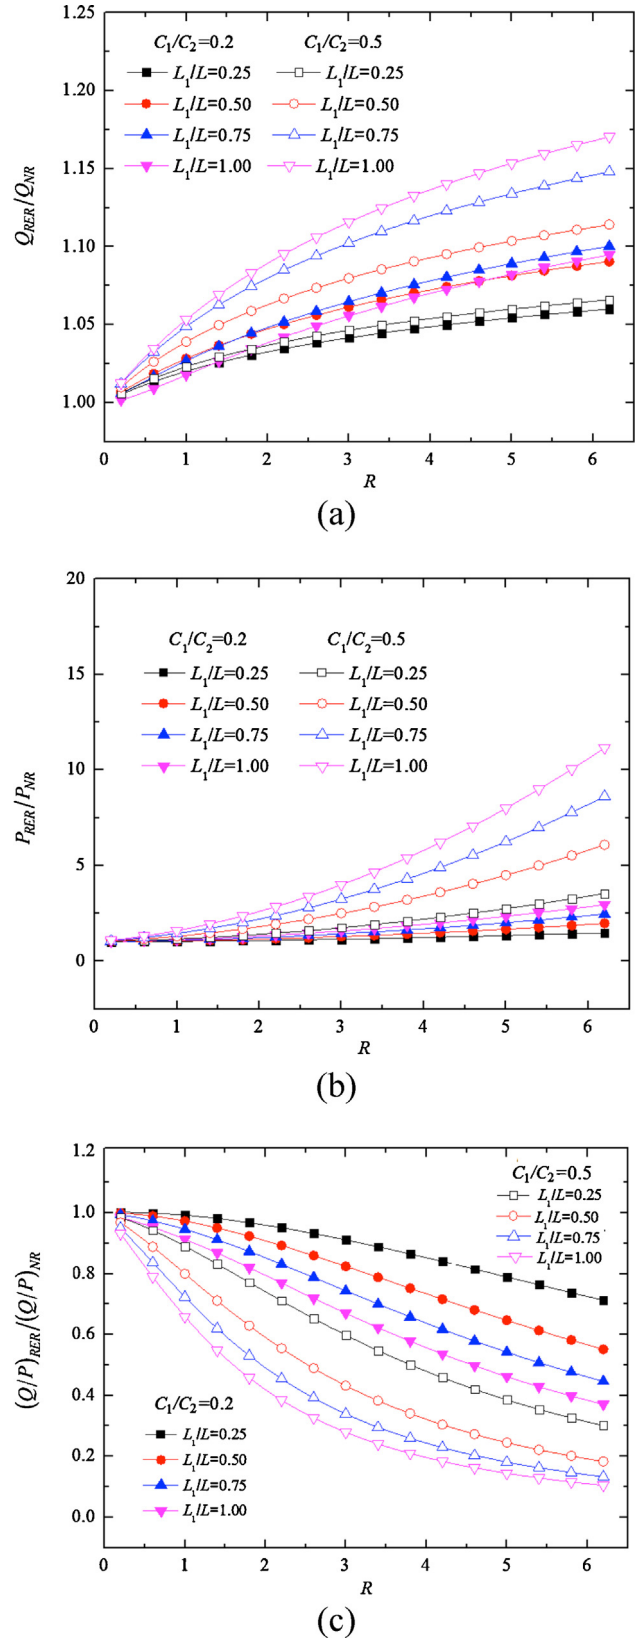 C1/C2=0.2 C1/C2=0.5
L1/L=0.25 L1/L=0.25
L1/L=0.50 L1/L=0.50
L1/L=0.75 L1/L=0.75
L1/L=1.00 L1/L=1.00
1.25
1.20
1.15
1.10
1.05
1.00
QRER/QNR
0 1 2 3 4 5 6
R
(a)
20
15
10
5
0
PRER/PNR
C1/C2=0.2 C1/C2=0.5
L1/L=0.25 L1/L=0.25
L1/L=0.50 L1/L=0.50
L1/L=0.75 L1/L=0.75
L1/L=1.00 L1/L=1.00
0 1 2 3 4 5 6
R
(b)
1.2
1.0
0.8
0.6
0.4
0.2
0.0
(Q/P)RER/(Q/P)NR
C1/C2=0.5
L1/L=0.25
L1/L=0.50
L1/L=0.75
L1/L=1.00
C1/C2=0.2
L1/L=0.25
L1/L=0.50
L1/L=0.75
L1/L=1.00
0 1 2 3 4 5 6
R
(c)